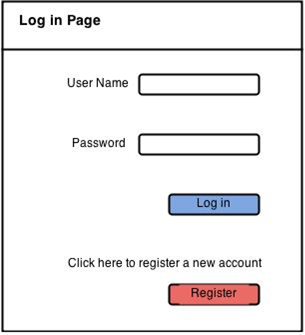 Log in Page
User Name
Password
Log in
Click here to register a new account
Register